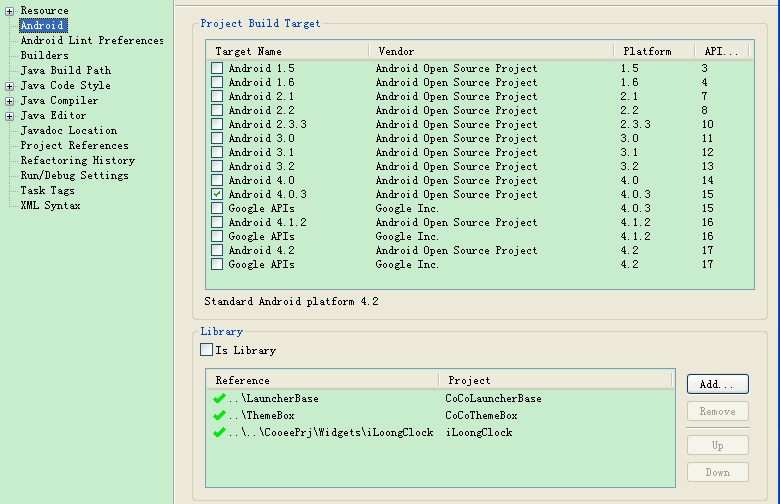 Resource
Android
Android Lint Preferences
Builders
Java Build Path
Java Code Style
Java Compiler
Java Editor
Javadoc Location
Project References
Refactoring History
Run/Debug Settings
Task Tags
XML Syntax
Project Build Target
Target Name Vendor Platform API...
Android 1.5 Android Open Source Project 1.5 3
Android 1.6 Android Open Source Project 1.6 4
Android 2.1 Android Open Source Project 2.1 7
Android 2.2 Android Open Source Project 2.2 8
Android 2.3.3 Android Open Source Project 2.3.3 10
Android 3.0 Android Open Source Project 3.0 11
Android 3.1 Android Open Source Project 3.1 12
Android 3.2 Android Open Source Project 3.2 13
Android 4.0 Android Open Source Project 4.0 14
Android 4.0.3 Android Open Source Project 4.0.3 15
Google APIs Google Inc. 4.0.3 15
Android 4.1.2 Android Open Source Project 4.1.2 16
Google APIs Google Inc. 4.1.2 16
Android 4.2 Android Open Source Project 4.2 17
Google APIs Google Inc. 4.2 17
Standard Android platform 4.2
Library
Is Library
Reference Project
..\LauncherBase CoCoLauncherBase
..\ThemeBox CoCoThemeBox
..\..\CooeePrj\Widgets\iLoongClock iLoongClock
Add...
Remove
Up
Down